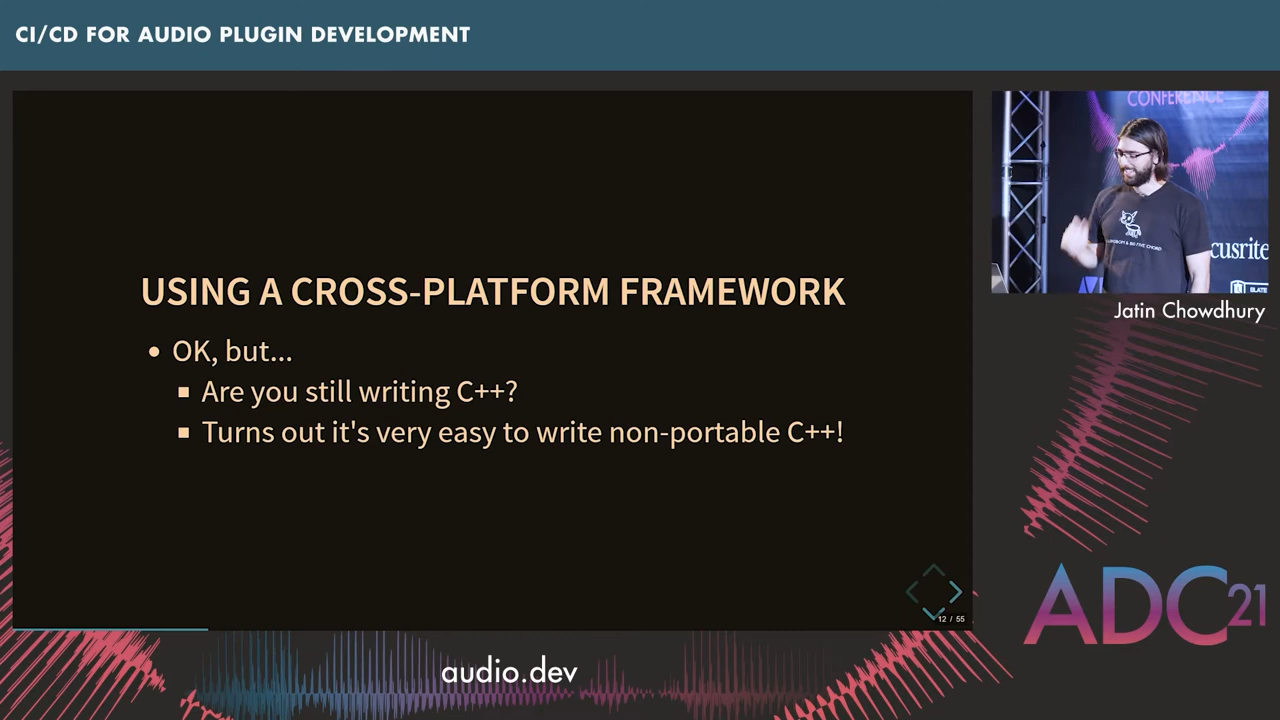 CI/CD FOR AUDIO PLUGIN DEVELOPMENT
CONFERENCE
cusrite
SLATE
Jatin Chowdhury
USING A CROSS-PLATFORM FRAMEWORK
OK, but...
Are you still writing C++?
Turns out it's very easy to write non-portable C++!
12 / 55
ADC21
audio.dev